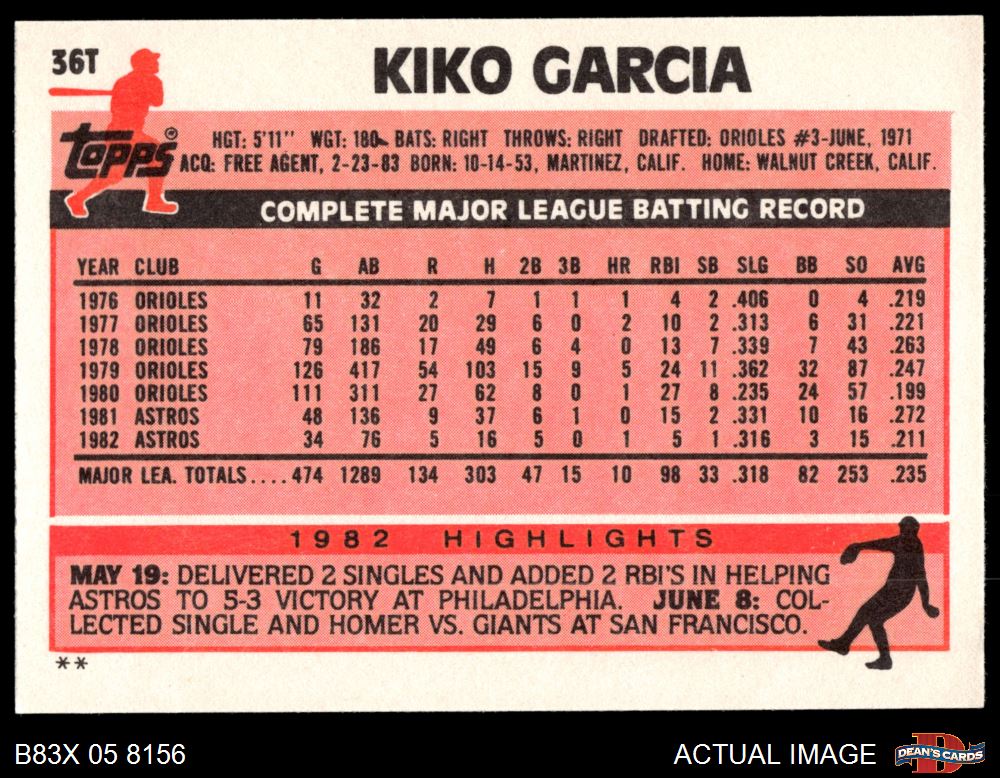 36T
KIKO GARCIA
topps ®
HGT: 5'11" WGT: 180 BATS: RIGHT THROWS: RIGHT DRAFTED: ORIOLES #3-JUNE, 1971
ACQ: FREE AGENT, 2-23-83 BORN: 10-14-53, MARTINEZ, CALIF. HOME: WALNUT CREEK, CALIF.
COMPLETE MAJOR LEAGUE BATTING RECORD
YEAR CLUB G AB R H 2B 3B HR RBI SB SLG BB SO AVG
1976 ORIOLES 11 32 2 7 1 1 1 4 2 .406 0 4 .219
1977 ORIOLES 65 131 20 29 6 0 2 10 2 .313 6 31 .221
1978 ORIOLES 79 186 17 49 6 4 0 13 7 .339 7 43 .263
1979 ORIOLES 126 417 54 103 15 9 5 24 11 .362 32 87 .247
1980 ORIOLES 111 311 27 62 8 0 1 27 8 .235 24 57 .199
1981 ASTROS 48 136 9 37 6 1 0 15 2 .331 10 16 .272
1982 ASTROS 34 76 5 16 5 0 1 5 1 .316 3 15 .211
MAJOR LEA. TOTALS....474 1289 134 303 47 15 10 98 33 .318 82 253 .235
1982 HIGHLIGHTS
MAY 19: DELIVERED 2 SINGLES AND ADDED 2 RBI'S IN HELPING
ASTROS TO 5-3 VICTORY AT PHILADELPHIA. JUNE 8: COL-
LECTED SINGLE AND HOMER VS. GIANTS AT SAN FRANCISCO.
**
B83X 05 8156
ACTUAL IMAGE
D
DEAN'S CARDS